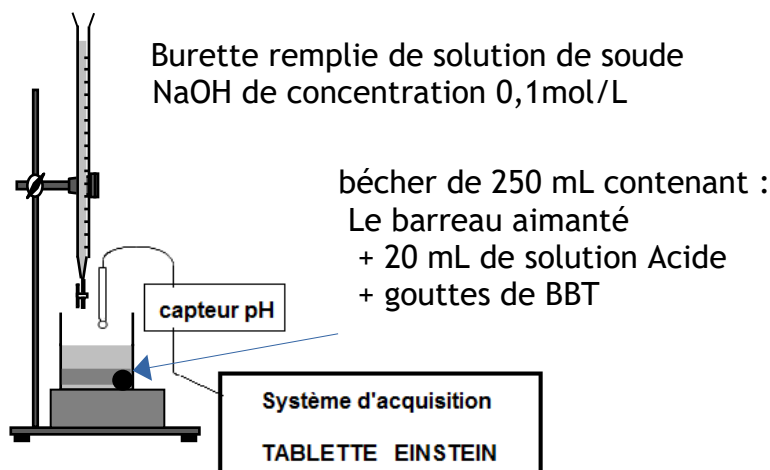 Burette remplie de solution de soude
NaOH de concentration 0,1mol/L
bécher de 250 mL contenant :
Le barreau aimanté
+ 20 mL de solution Acide
+ gouttes de BBT
capteur pH
Système d'acquisition
TABLETTE EINSTEIN